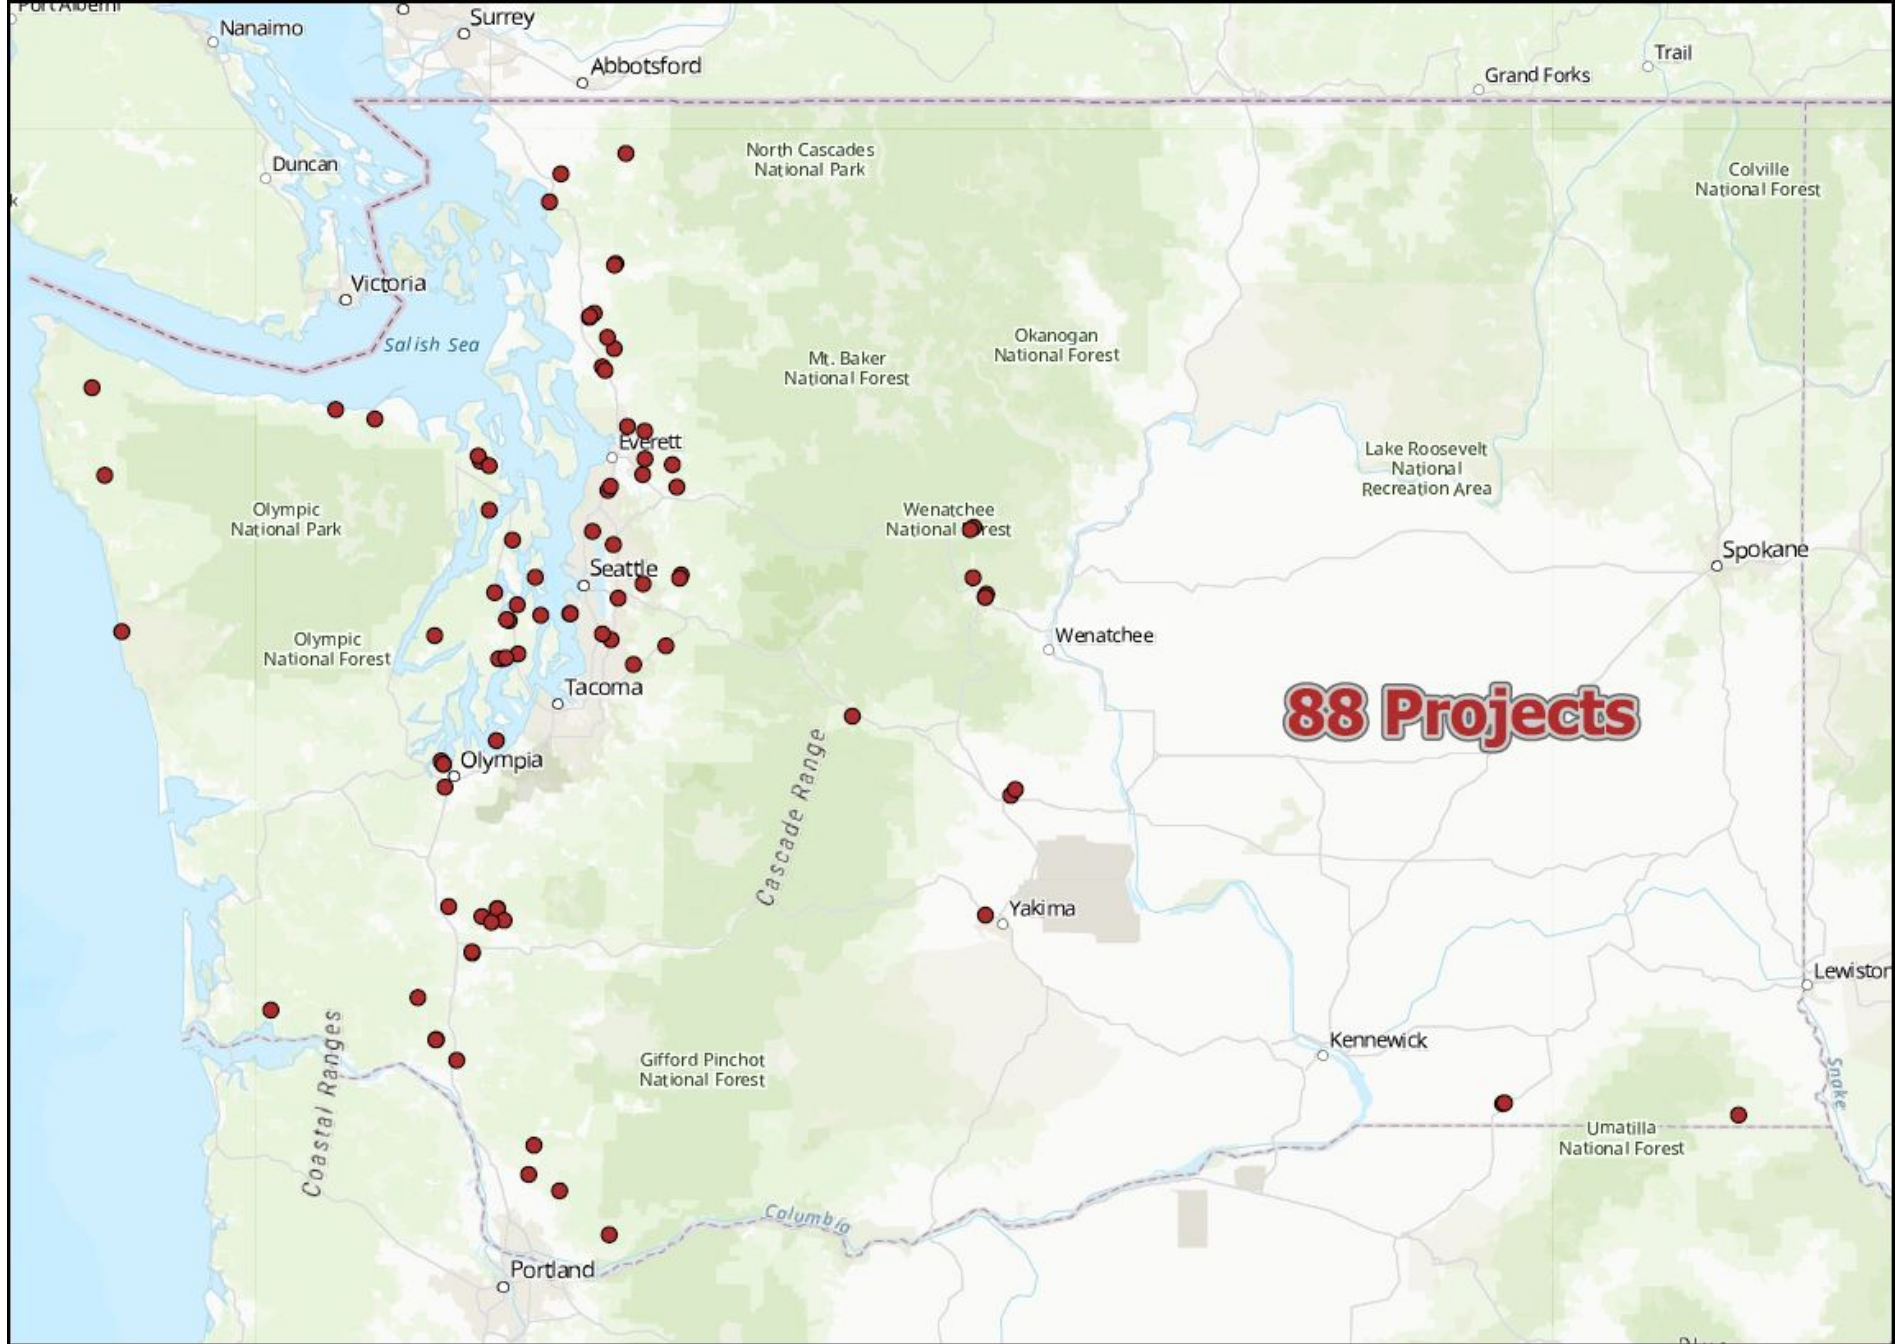 Port Alberni
Nanaimo
Surrey
Abbotsford
Trail
Grand Forks
Duncan
North Cascades
National Park
Colville
National Forest
k
Victoria
Salish Sea
Okanogan
National Forest
Mt. Baker
National Forest
Everett
Lake Roosevelt
National
Recreation Area
Olympic
National Park
Wenatchee
National Forest
Spokane
Seattle
Olympic
National Forest
Wenatchee
Tacoma
88 Projects
Olympia
Cascade Range
Yakima
Lewiston
Coastal Ranges
Kennewick
Gifford Pinchot
National Forest
Snake
Umatilla
National Forest
Columbia
Portland